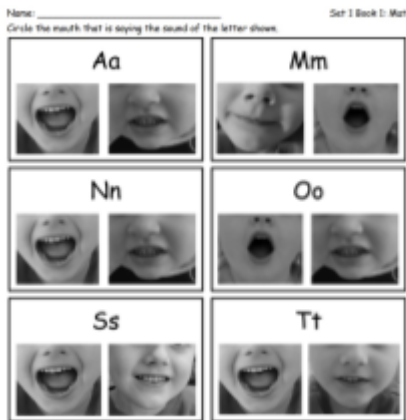 Name: Set 1 Book 1: Mat
Circle the mouth that is saying the sound of the letter shown.
Aa Mm
Nn Oo
Ss Tt